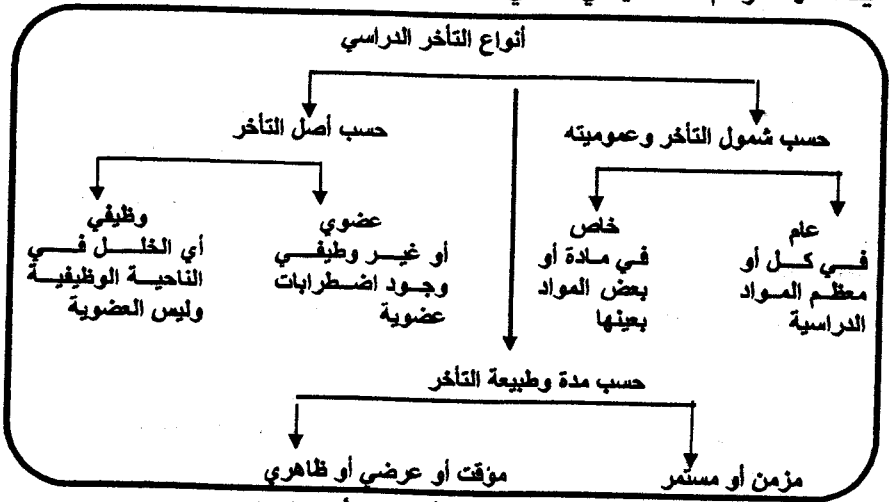 أنواع التأخر الدراسي
حسب شمول التأخر وعموميته
حسب أصل التأخر
عام
في كل أو
معظم المواد
الدراسية
خاص
في مادة أو
بعض المواد
بعينها
عضوي
أو غير وظيفي
وجود اضطرابات
عضوية
وظيفي
أي الخلل في
الناحية الوظيفية
وليس العضوية
حسب مدة وطبيعة التأخر
مزمن أو مستمر
مؤقت أو عرضي أو ظاهري